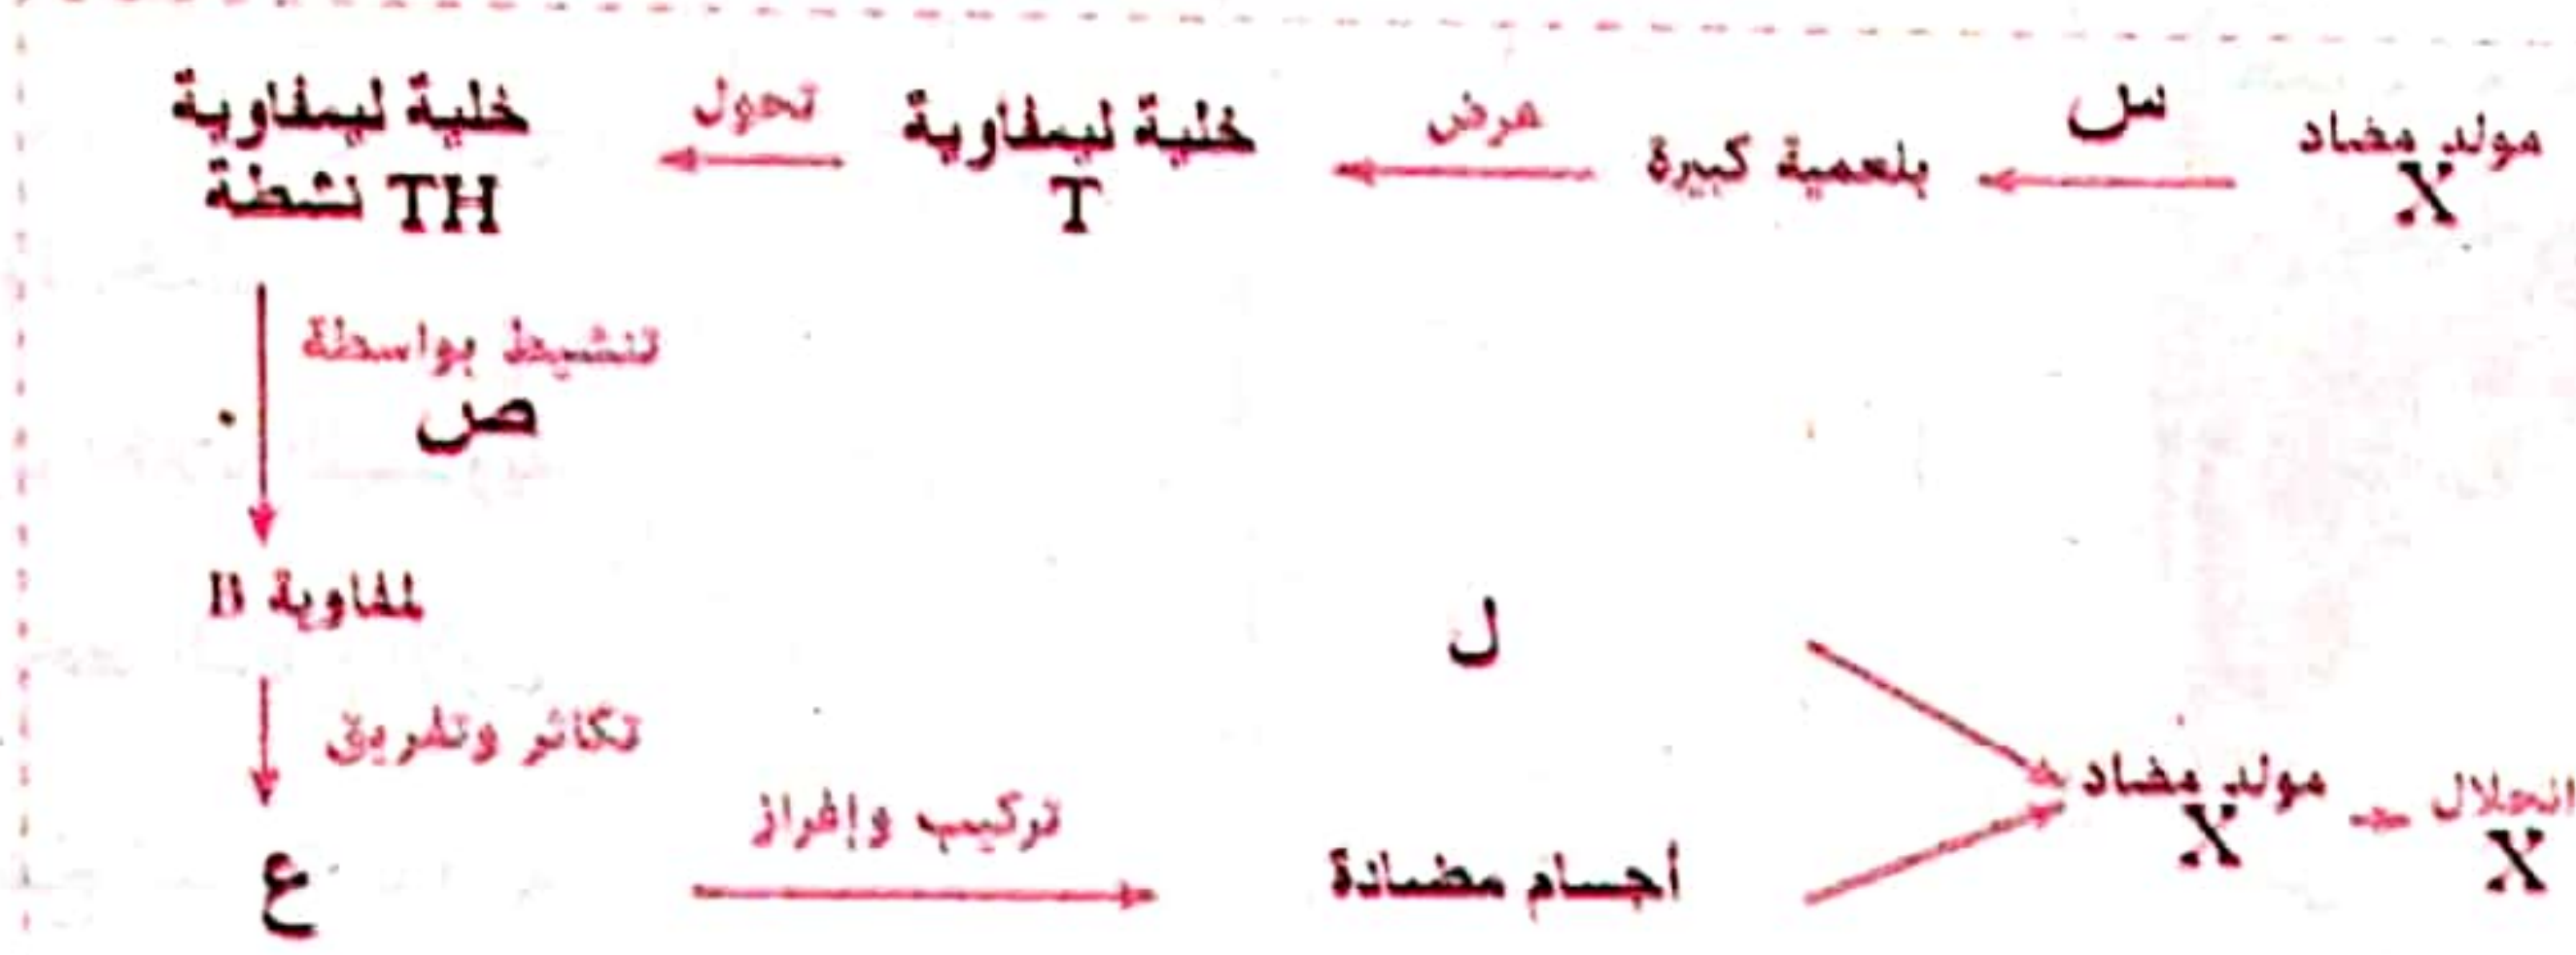 مولد مضاد
X
س
بلعمية كبيرة
عرض
خلية ليمفاوية
T
تحول
خلية ليمفاوية
TH نشطة
تنشيط بواسطة
ص
لمفاوية B
تكاثر وتفريق
ع
تركيب وإفراز
أجسام مضادة
ل
مولد مضاد
X
انحلال
X